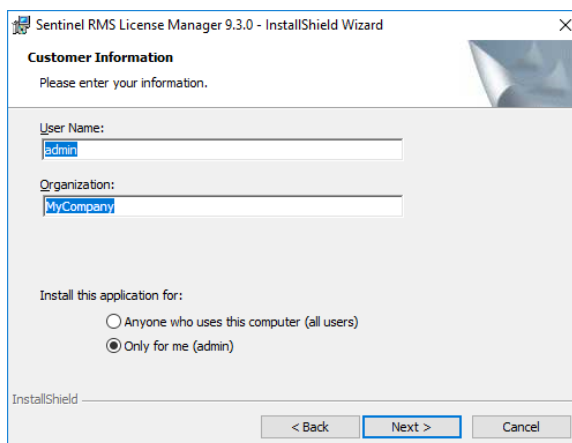 Sentinel RMS License Manager 9.3.0 - InstallShield Wizard
Customer Information
Please enter your information.
User Name:
admin
Organization:
MyCompany
Install this application for:
Anyone who uses this computer (all users)
Only for me (admin)
InstallShield
< Back Next > Cancel